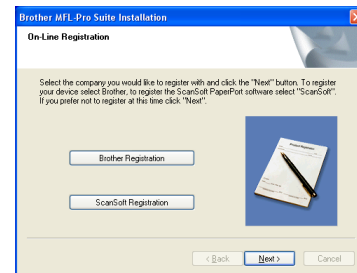 Brother MFL-Pro Suite Installation
On-Line Registration
Select the company you would like to register with and click the "Next" button. To register
your device select Brother, to register the ScanSoft PaperPort software select "ScanSoft".
If you prefer not to register at this time click "Next".
Product Registration
Brother Registration
ScanSoft Registration
< Back
Next >
Cancel